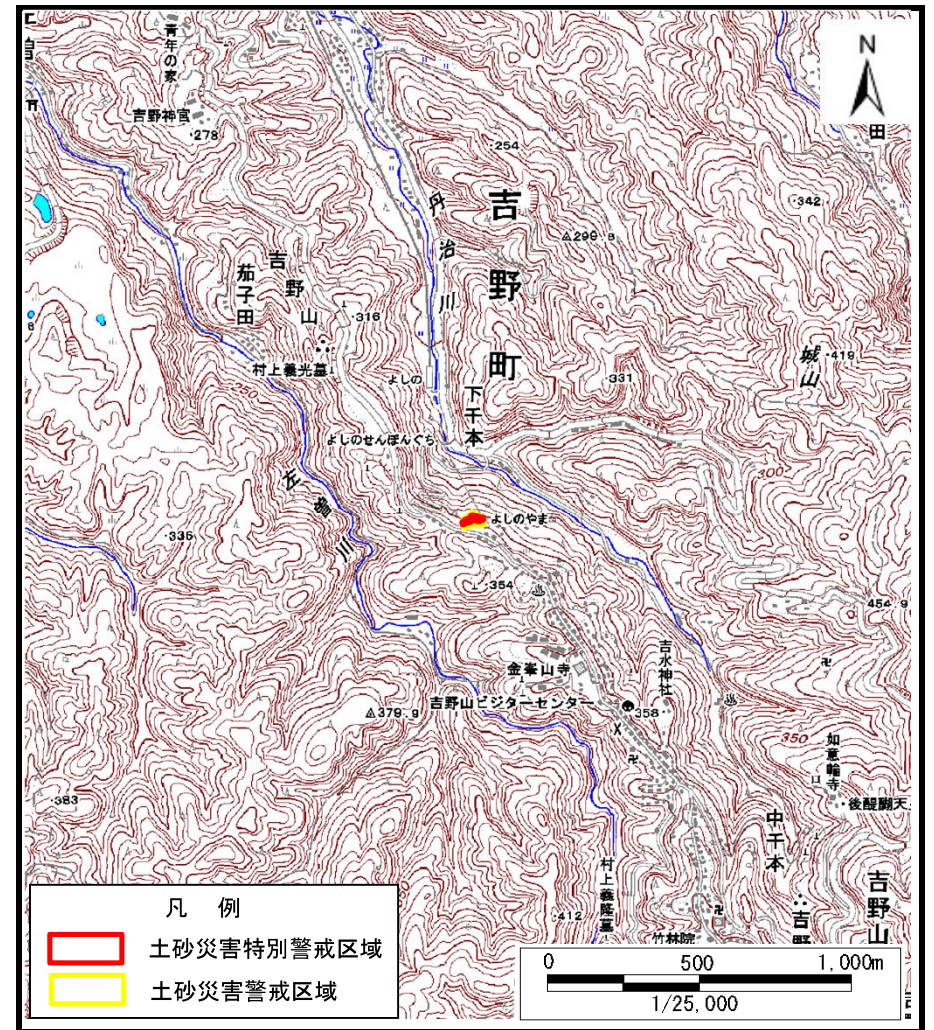 青年の家
吉野神宮
・278
・254
N
田
吉野町
丹治川
・342
△299.8
吉野山
茄子田
・316
村上義光墓
城山
・419
よしの
・331
下千本
よしのせんぼんぐち
300
左曽川
よしのやま
・335
・354
454.9
吉水神社
金峯山寺
吉野山ビジターセンター
△379.9
358・
350
如意輪寺
・383
・後醍醐天
中千本
村上義隆墓
・412
竹林院
吉野山
吉野
凡 例
土砂災害特別警戒区域
土砂災害警戒区域
0 500 1,000m
1/25,000